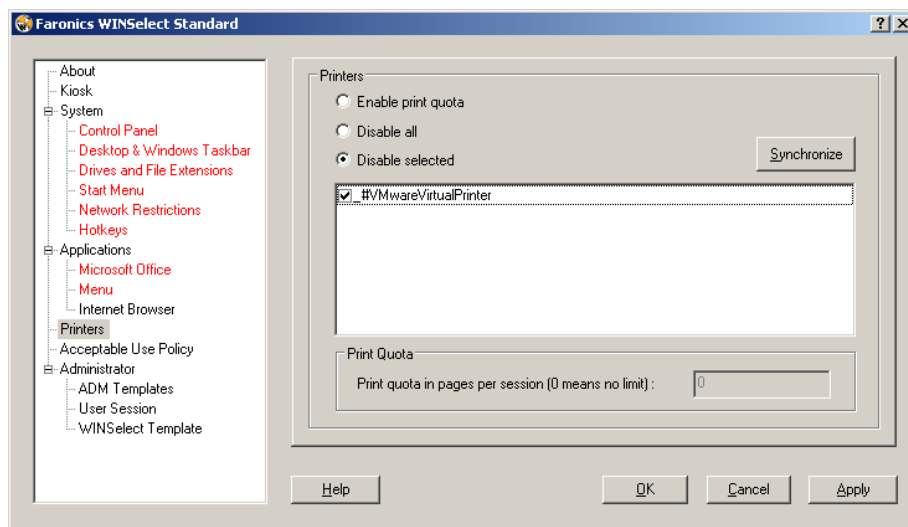 Faronics WINSelect Standard
About
Kiosk
System
Control Panel
Desktop & Windows Taskbar
Drives and File Extensions
Start Menu
Network Restrictions
Hotkeys
Applications
Microsoft Office
Menu
Internet Browser
Printers
Acceptable Use Policy
Administrator
ADM Templates
User Session
WINSelect Template
Printers
Enable print quota
Disable all
Disable selected
Synchronize
_#VMwareVirtualPrinter
Print Quota
Print quota in pages per session (0 means no limit) :
0
Help
OK
Cancel
Apply